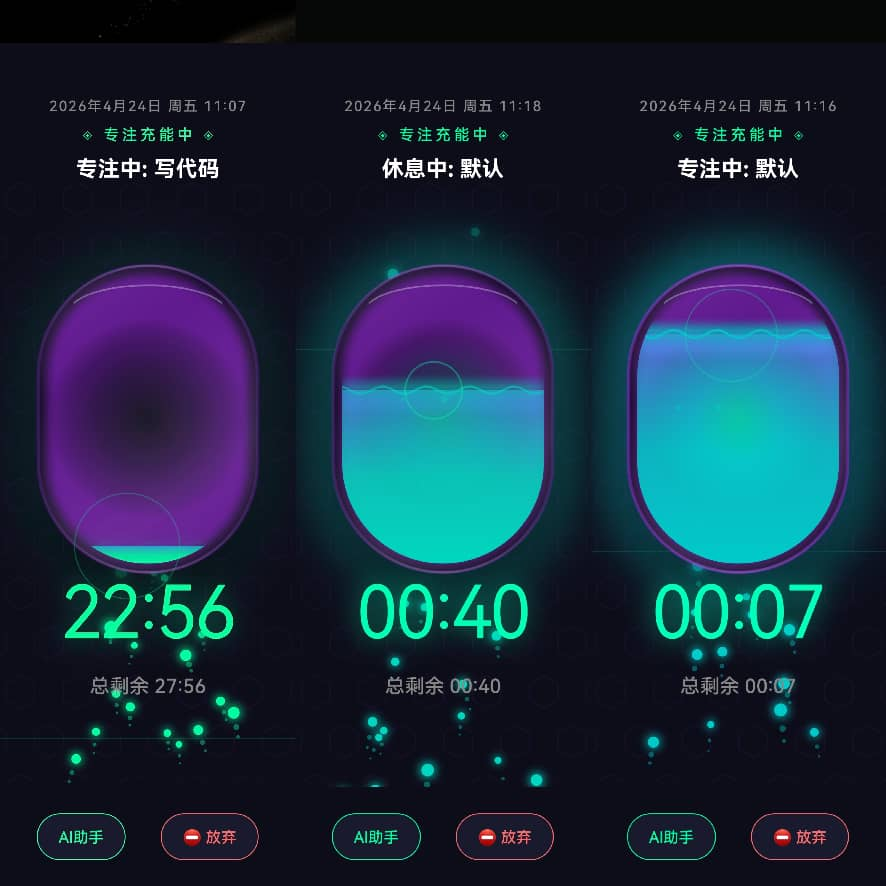 2026年4月24日 周五 11:07
专注充能中
专注中: 写代码
22:56
总剩余 27:56
AI助手
放弃
2026年4月24日 周五 11:18
专注充能中
休息中: 默认
00:40
总剩余 00:40
AI助手
放弃
2026年4月24日 周五 11:16
专注充能中
专注中: 默认
00:07
总剩余 00:07
AI助手
放弃